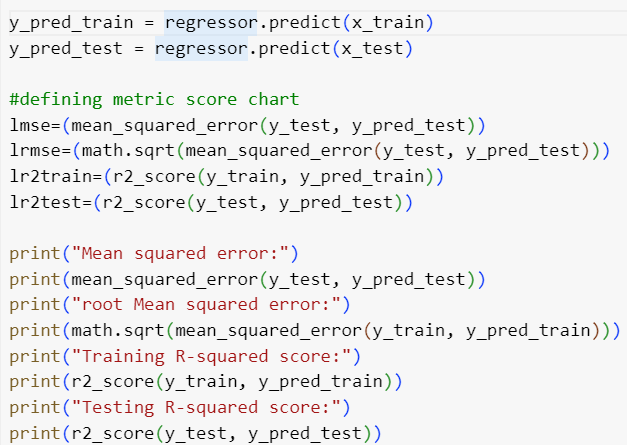 y_pred_train = regressor.predict(x_train)
y_pred_test = regressor.predict(x_test)
#defining metric score chart
lmse=(mean_squared_error(y_test, y_pred_test))
lrmse=(math.sqrt(mean_squared_error(y_test, y_pred_test)))
lr2train=(r2_score(y_train, y_pred_train))
lr2test=(r2_score(y_test, y_pred_test))
print("Mean squared error:")
print(mean_squared_error(y_test, y_pred_test))
print("root Mean squared error:")
print(math.sqrt(mean_squared_error(y_train, y_pred_train)))
print("Training R-squared score:")
print(r2_score(y_train, y_pred_train))
print("Testing R-squared score:")
print(r2_score(y_test, y_pred_test))